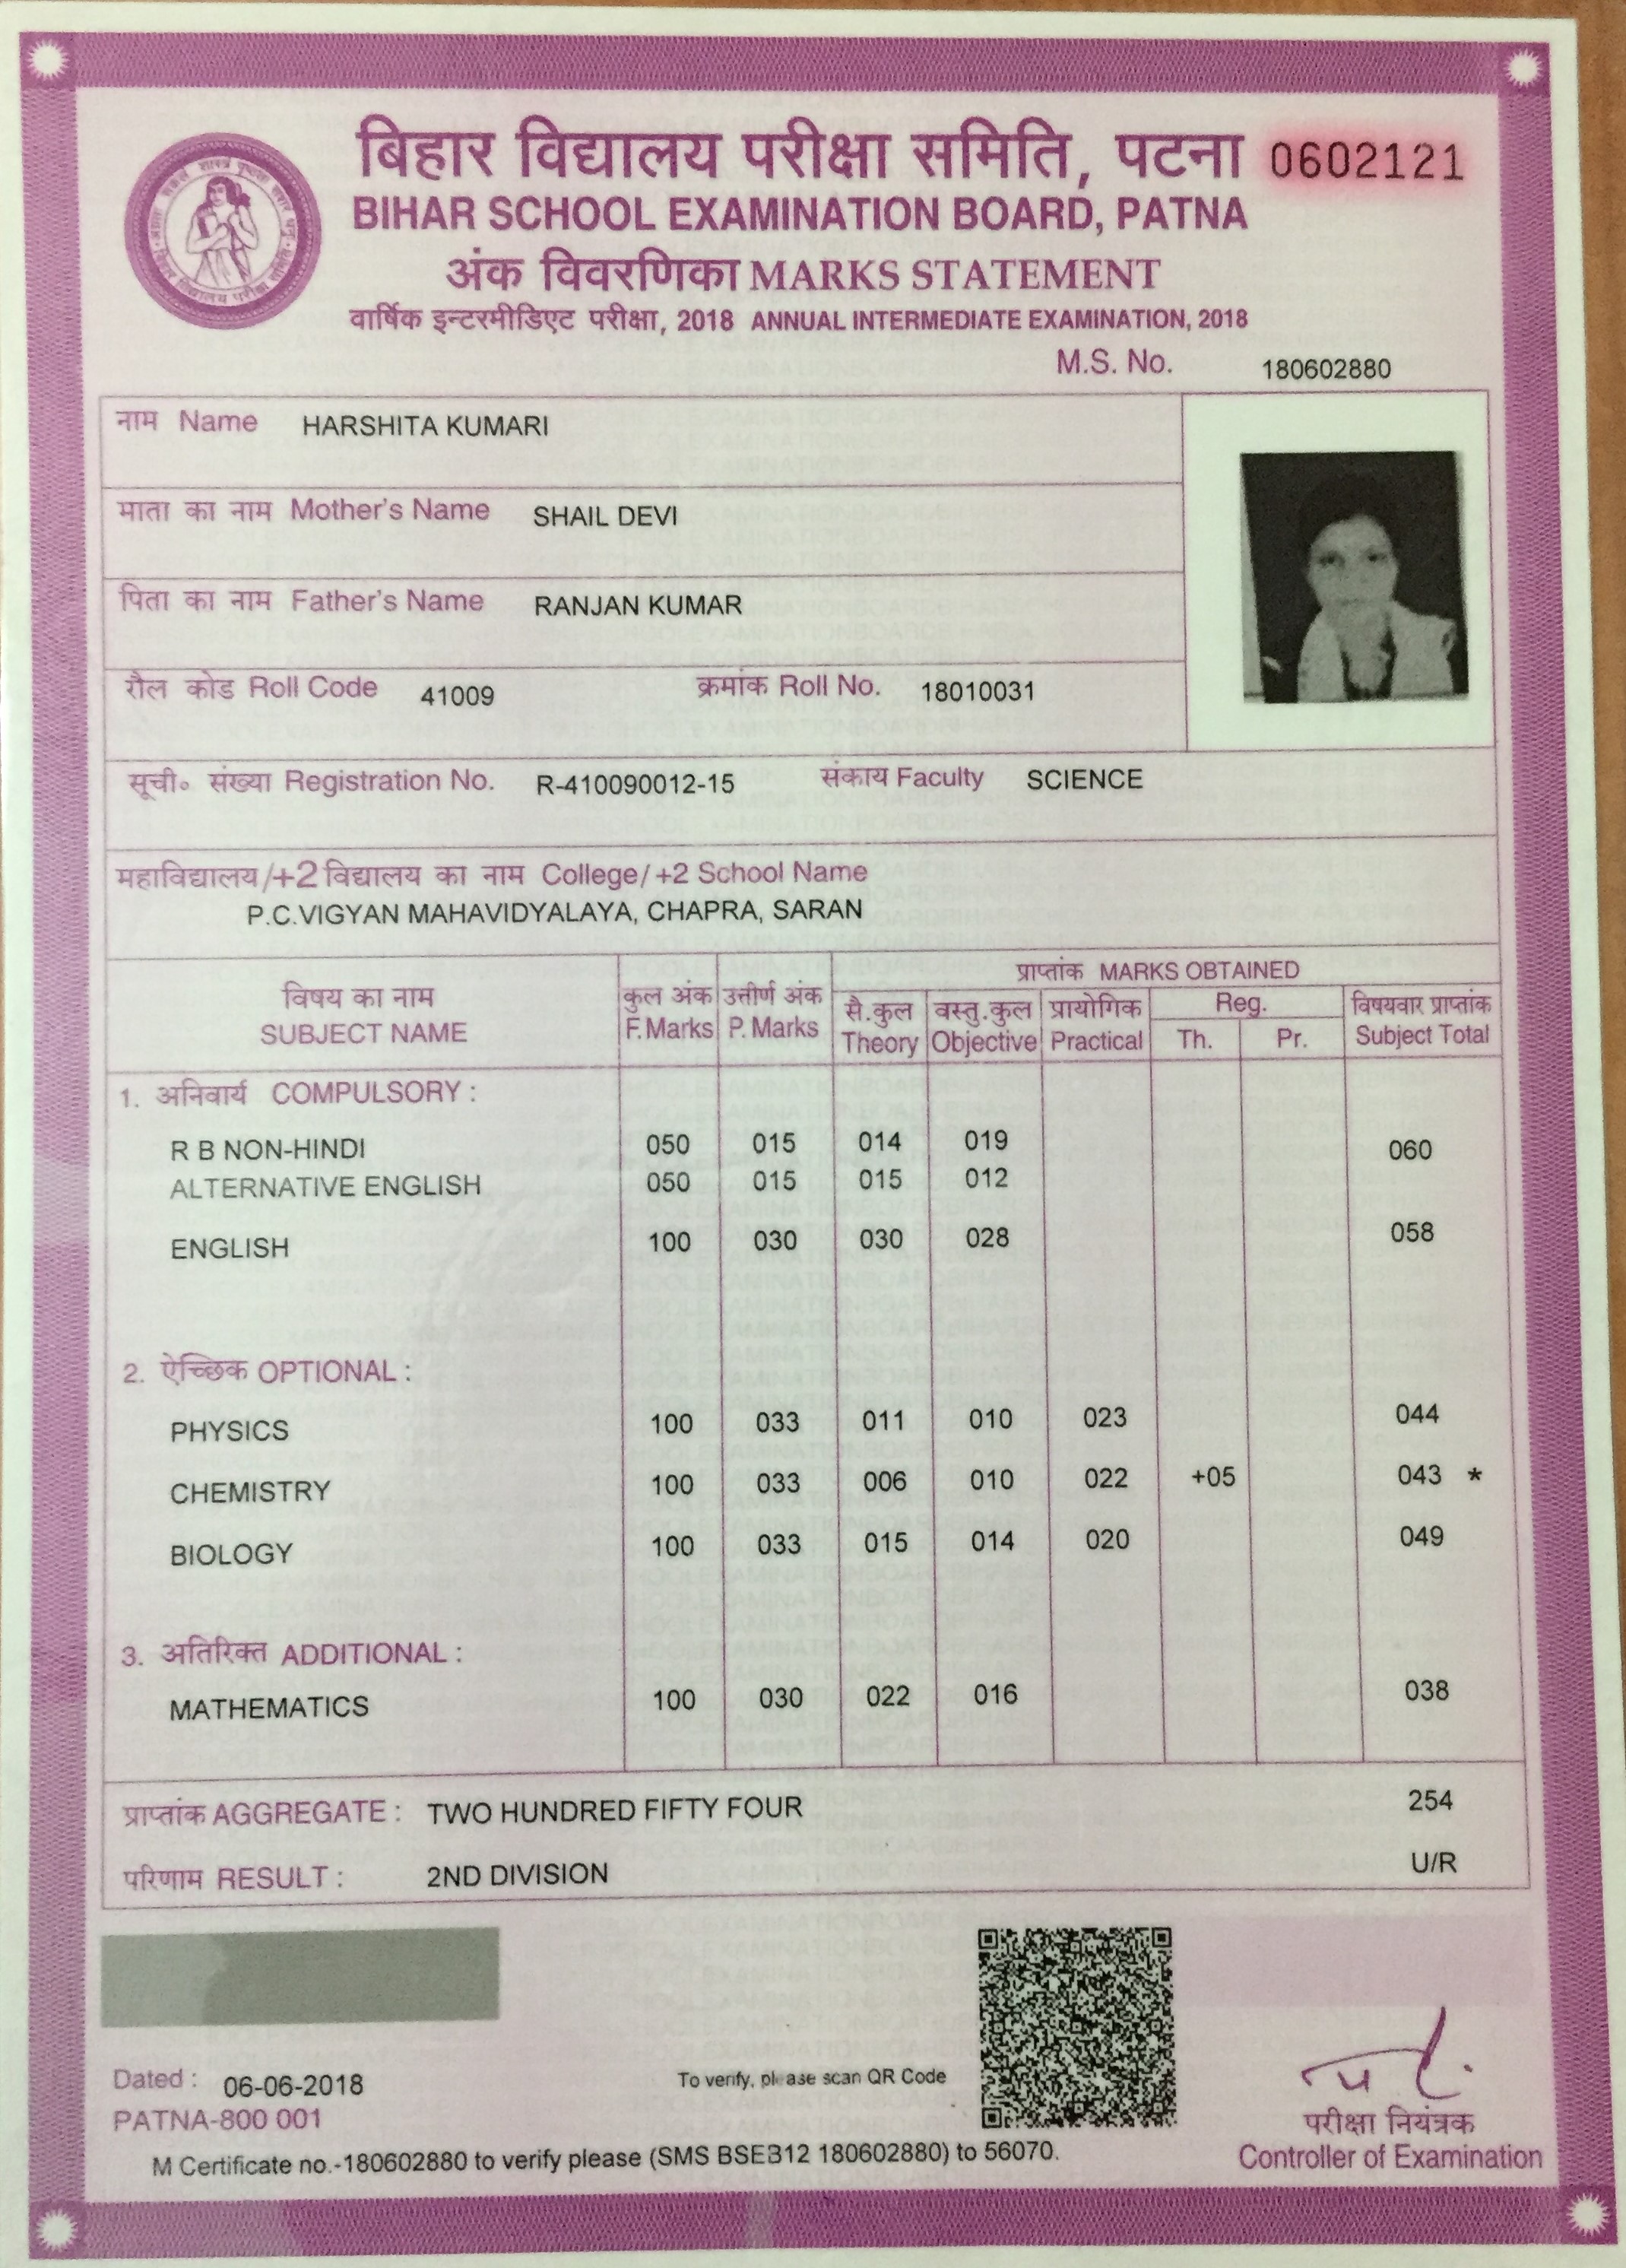 बिहार विद्यालय परीक्षा समिति, पटना 0602121
BIHAR SCHOOL EXAMINATION BOARD, PATNA
अंक विवरणिका MARKS STATEMENT
वार्षिक इन्टरमीडिएट परीक्षा, 2018 ANNUAL INTERMEDIATE EXAMINATION, 2018
M.S. No. 180602880
नाम Name HARSHITA KUMARI
माता का नाम Mother's Name SHAIL DEVI
पिता का नाम Father's Name RANJAN KUMAR
रौल कोड Roll Code 41009 क्रमांक Roll No. 18010031
सूची० संख्या Registration No. R-410090012-15 संकाय Faculty SCIENCE
महाविद्यालय/+2 विद्यालय का नाम College/+2 School Name
P.C.VIGYAN MAHAVIDYALAYA, CHAPRA, SARAN
प्राप्तांक MARKS OBTAINED
विषय का नाम कुल अंक उत्तीर्ण अंक सै.कुल वस्तु.कुल प्रायोगिक Reg. विषयवार प्राप्तांक
SUBJECT NAME F.Marks P. Marks Theory Objective Practical Th. Pr. Subject Total
1. अनिवार्य COMPULSORY :
R B NON-HINDI 050 015 014 019 060
ALTERNATIVE ENGLISH 050 015 015 012
ENGLISH 100 030 030 028 058
2. ऐच्छिक OPTIONAL :
PHYSICS 100 033 011 010 023 044
CHEMISTRY 100 033 006 010 022 +05 043 *
BIOLOGY 100 033 015 014 020 049
3. अतिरिक्त ADDITIONAL :
MATHEMATICS 100 030 022 016 038
प्राप्तांक AGGREGATE : TWO HUNDRED FIFTY FOUR 254
परिणाम RESULT : 2ND DIVISION U/R
Dated : 06-06-2018 To verify, please scan QR Code
PATNA-800 001
परीक्षा नियंत्रक
Controller of Examination
M Certificate no.-180602880 to verify please (SMS BSEB12 180602880) to 56070.